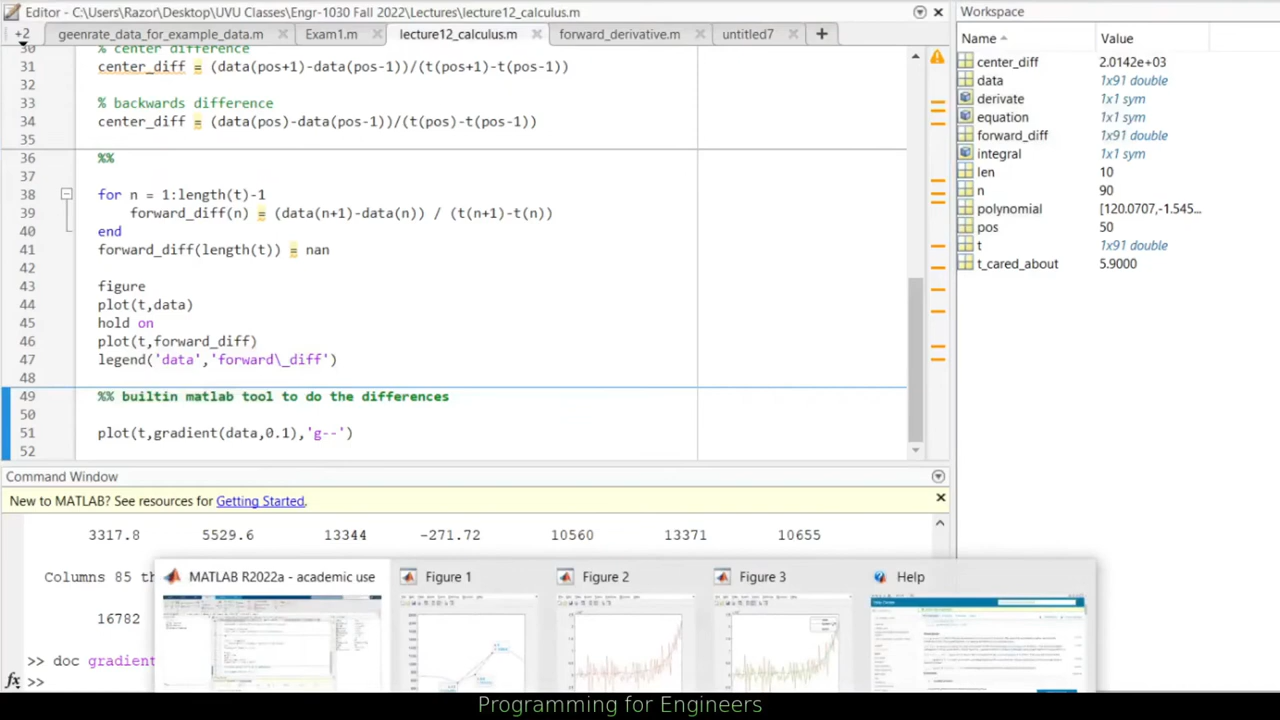 Editor - C:\Users\Razor\Desktop\UVU Classes\Engr-1030 Fall 2022\Lectures\lecture12_calculus.m
+2 geenrate_data_for_example_data.m Exam1.m lecture12_calculus.m forward_derivative.m untitled7
30 % center difference
31 center_diff = (data(pos+1)-data(pos-1))/(t(pos+1)-t(pos-1))
32
33 % backwards difference
34 center_diff = (data(pos)-data(pos-1))/(t(pos)-t(pos-1))
35
36 %%
37
38 for n = 1:length(t)-1
39 forward_diff(n) = (data(n+1)-data(n)) / (t(n+1)-t(n))
40 end
41 forward_diff(length(t)) = nan
42
43 figure
44 plot(t,data)
45 hold on
46 plot(t,forward_diff)
47 legend('data','forward\_diff')
48
49 %% builtin matlab tool to do the differences
50
51 plot(t,gradient(data,0.1),'g--')
52
Workspace
Name Value
center_diff 2.0142e+03
data 1x91 double
derivate 1x1 sym
equation 1x1 sym
forward_diff 1x91 double
integral 1x1 sym
len 10
n 90
polynomial [120.0707,-1.545...
pos 50
t 1x91 double
t_cared_about 5.9000
Command Window
New to MATLAB? See resources for Getting Started.
3317.8 5529.6 13344 -271.72 10560 13371 10655
Columns 85 th
16782
>> doc gradient
fx >>
MATLAB R2022a - academic use
Figure 1
Figure 2
Figure 3
Help
Programming for Engineers